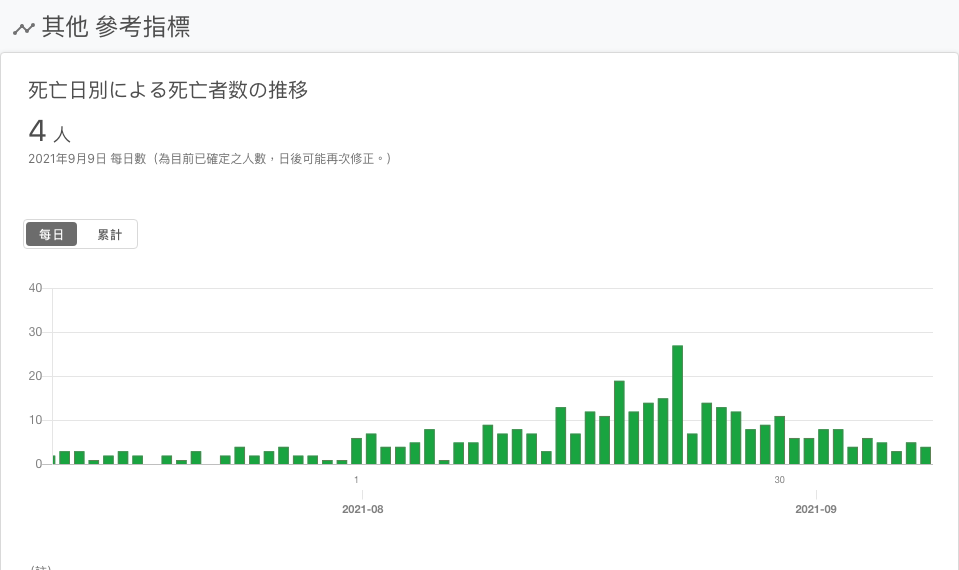 其他 參考指標
死亡日別による死亡者数の推移
4 人
2021年9月9日 每日數（為目前已確定之人數，日後可能再次修正。）
每日 累計
40
30
20
10
0
1 30
2021-08 2021-09